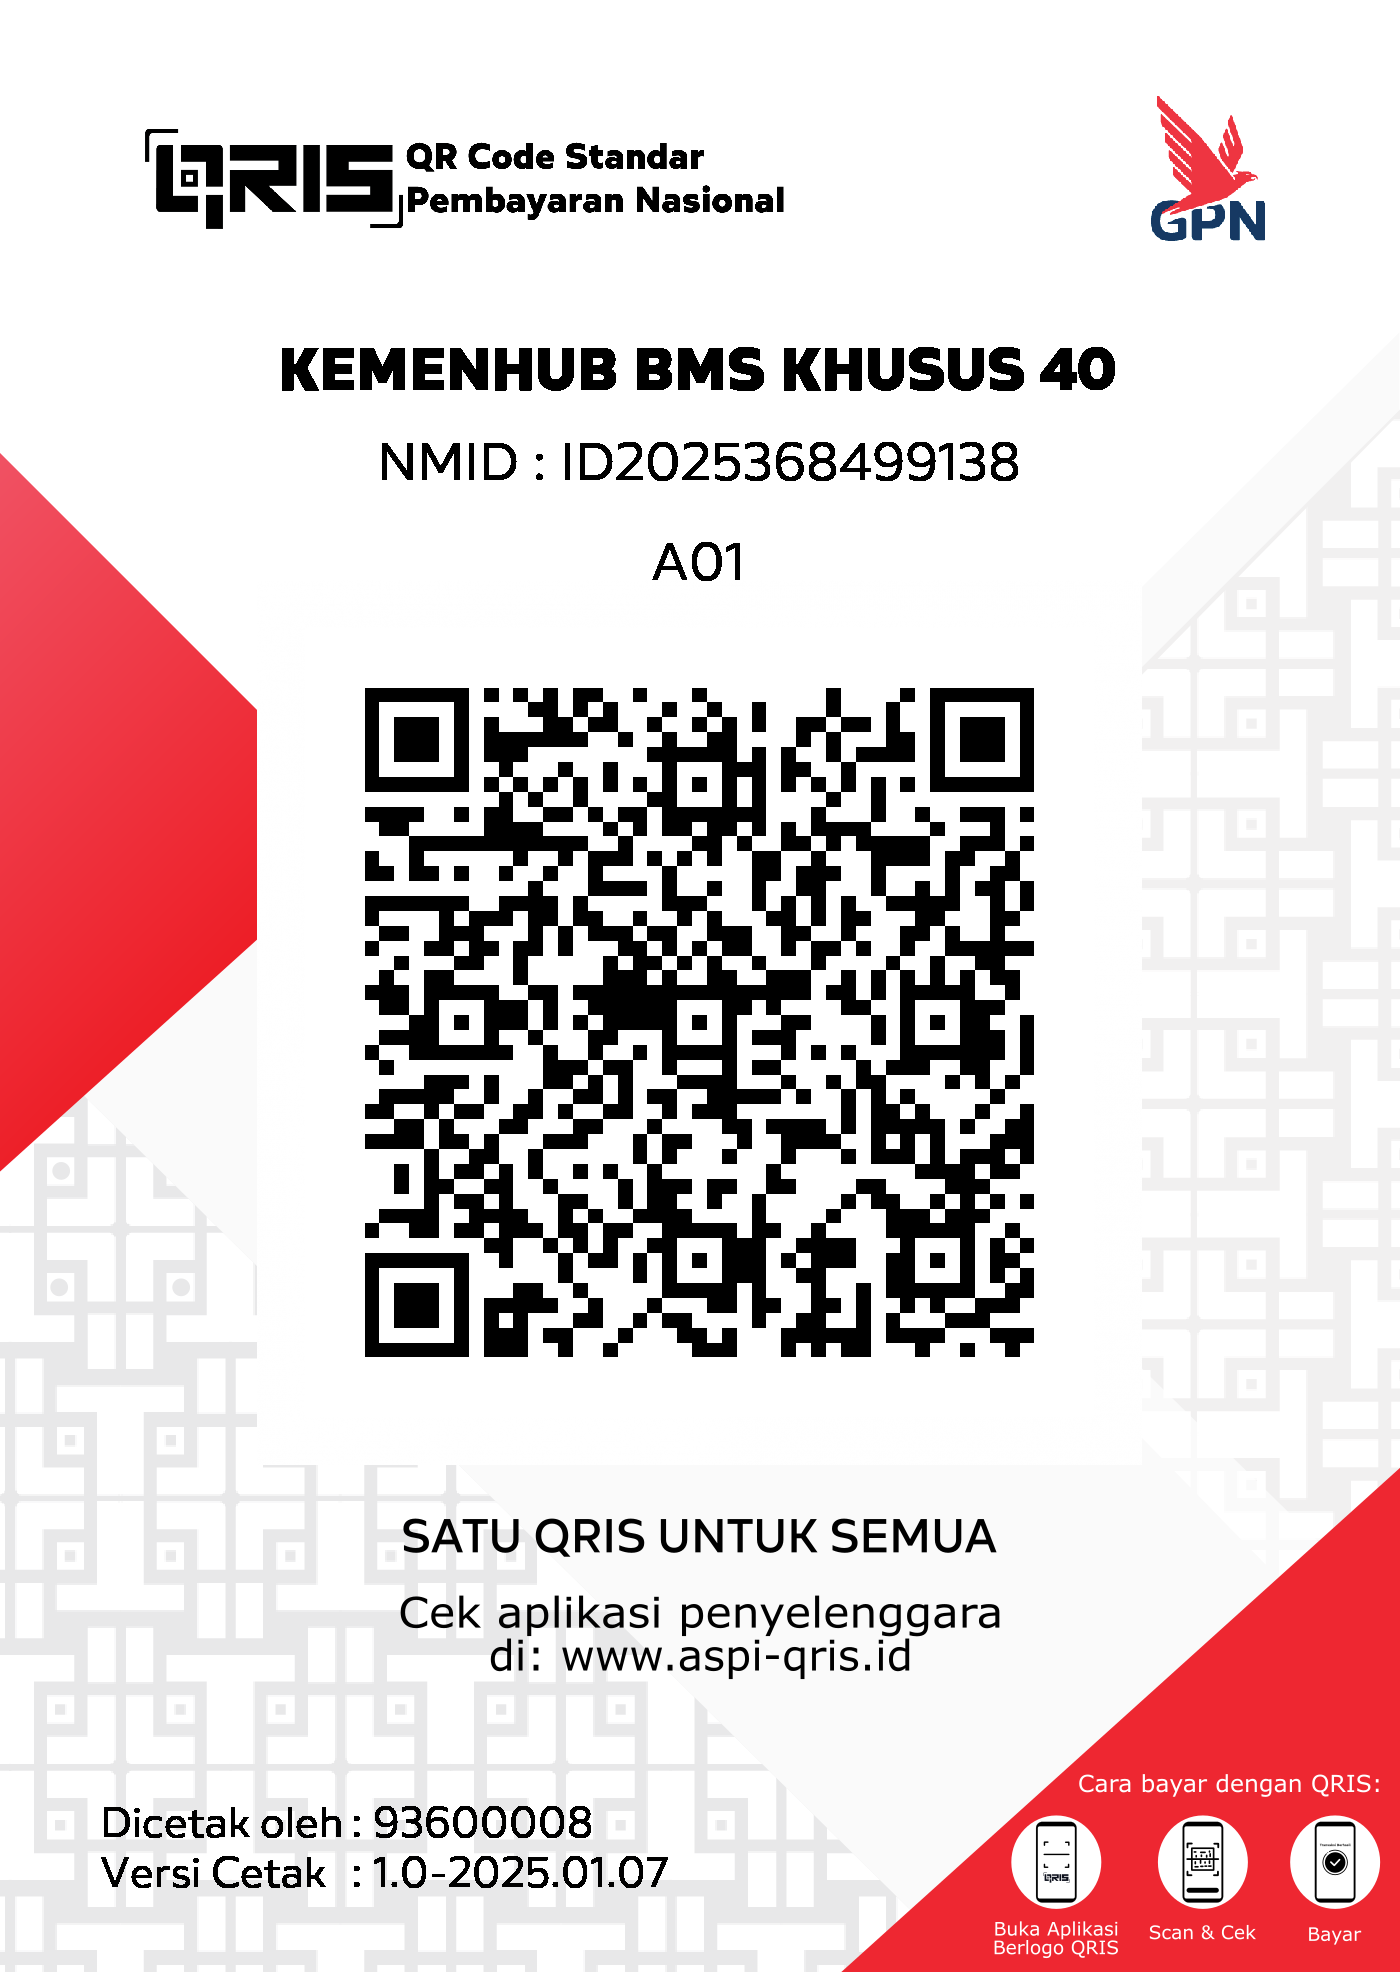 QRIS QR Code Standar
Pembayaran Nasional
GPN
KEMENHUB BMS KHUSUS 40
NMID : ID2025368499138
A01
SATU QRIS UNTUK SEMUA
Cek aplikasi penyelenggara
di: www.aspi-qris.id
Dicetak oleh : 93600008
Versi Cetak : 1.0-2025.01.07
Cara bayar dengan QRIS:
QRIS
Buka Aplikasi
Berlogo QRIS
Scan & Cek
Bayar